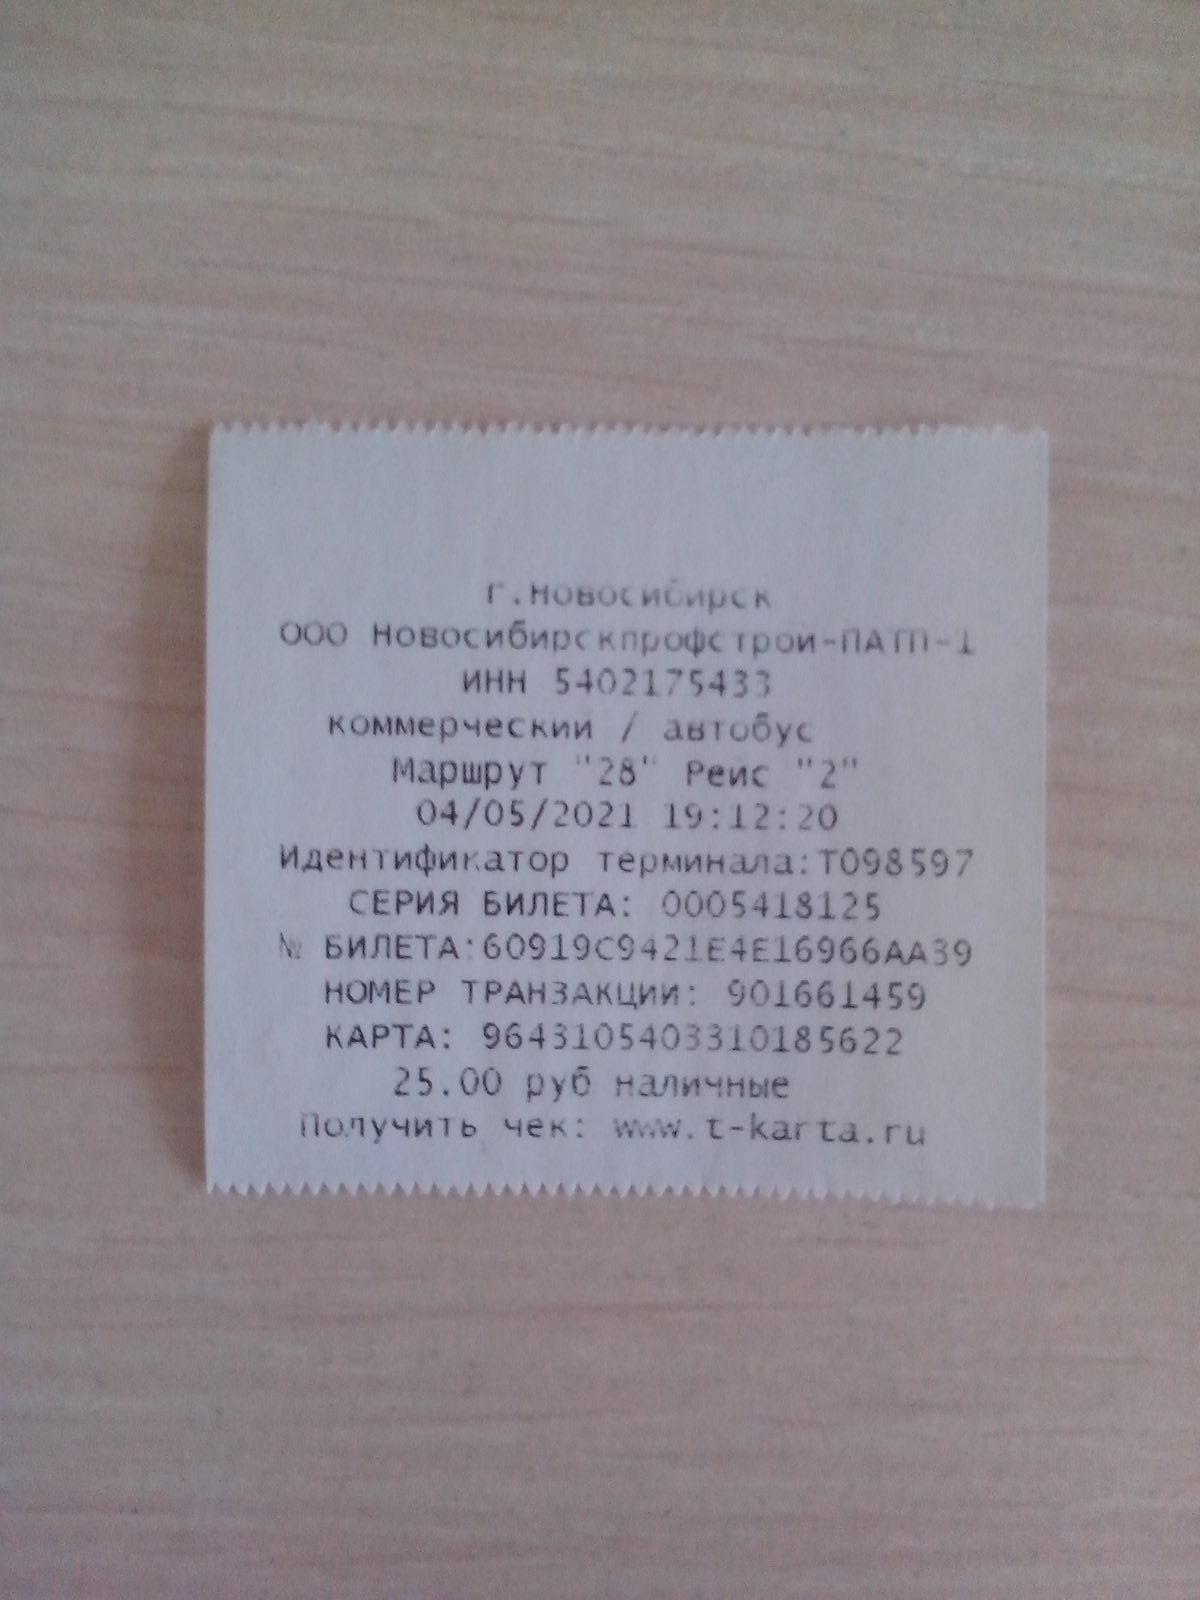 г.Новосибирск
ООО Новосибирскпрофстрой-ПАТП-1
ИНН 5402175433
коммерческий / автобус
Маршрут "28" Рейс "2"
04/05/2021 19:12:20
Идентификатор терминала:T098597
СЕРИЯ БИЛЕТА: 0005418125
№ БИЛЕТА:60919C9421E4E16966AA39
НОМЕР ТРАНЗАКЦИИ: 901661459
КАРТА: 9643105403310185622
25.00 руб наличные
Получить чек: www.t-karta.ru